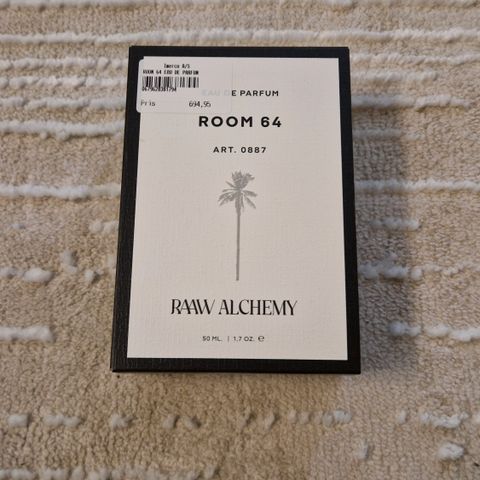 Imerco A/S
ROOM 64 EAU DE PARFUM
Pris 694,95
EAU DE PARFUM
ROOM 64
ART. 0887
RAAW ALCHEMY
50 ML. | 1.7 OZ. ℮